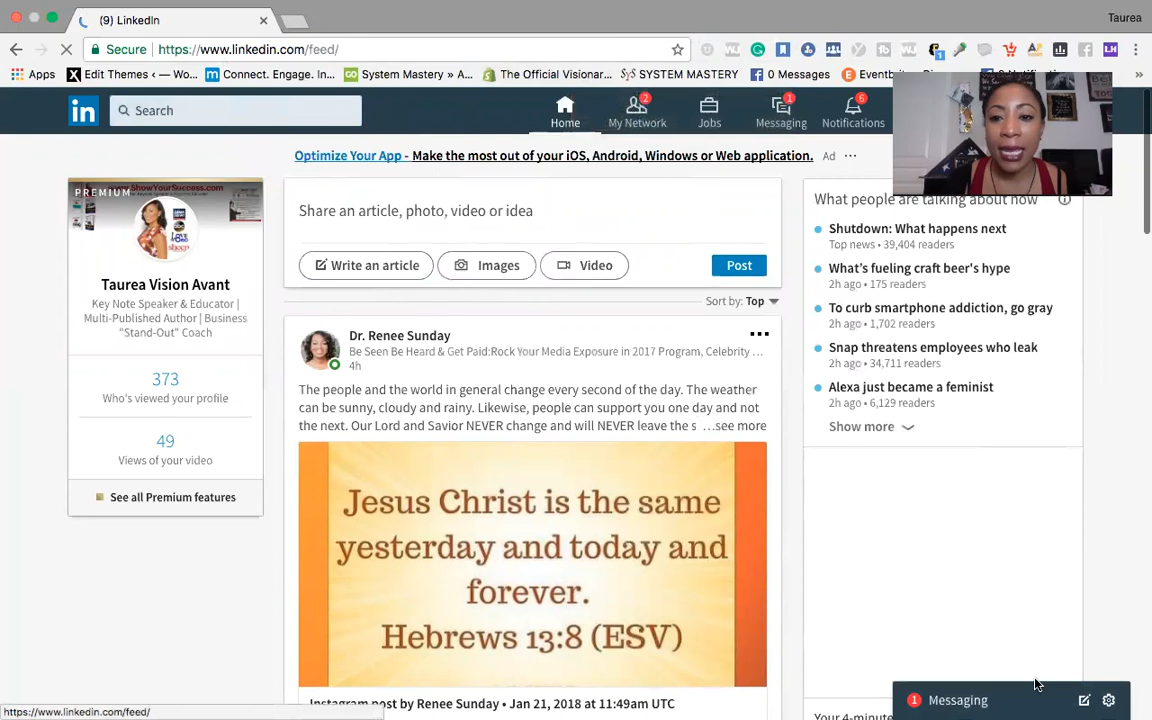 (9) LinkedIn
Taurea
Secure https://www.linkedin.com/feed/
Apps Edit Themes ‹ — Wo... Connect. Engage. In... System Mastery » A... The Official Visionar... SYSTEM MASTERY 0 Messages
in Search Home My Network 2 Jobs Messaging 1 Notifications 6
Optimize Your App - Make the most out of your iOS, Android, Windows or Web application. Ad
PREMIUM
www.ShowYourSuccess.com
Taurea Vision Avant
Key Note Speaker & Educator |
Multi-Published Author | Business
"Stand-Out" Coach
373
Who's viewed your profile
49
Views of your video
See all Premium features
Share an article, photo, video or idea
Write an article Images Video Post
Sort by: Top
Dr. Renee Sunday
Be Seen Be Heard & Get Paid:Rock Your Media Exposure in 2017 Program, Celebrity ...
4h
The people and the world in general change every second of the day. The weather
can be sunny, cloudy and rainy. Likewise, people can support you one day and not
the next. Our Lord and Savior NEVER change and will NEVER leave the s ...see more
Jesus Christ is the same
yesterday and today and
forever.
Hebrews 13:8 (ESV)
Instagram post by Renee Sunday • Jan 21, 2018 at 11:49am UTC
What people are talking about now
Shutdown: What happens next
Top news • 39,404 readers
What's fueling craft beer's hype
2h ago • 175 readers
To curb smartphone addiction, go gray
2h ago • 1,702 readers
Snap threatens employees who leak
2h ago • 34,711 readers
Alexa just became a feminist
2h ago • 6,129 readers
Show more
1 Messaging
https://www.linkedin.com/feed/
Your 4-minute